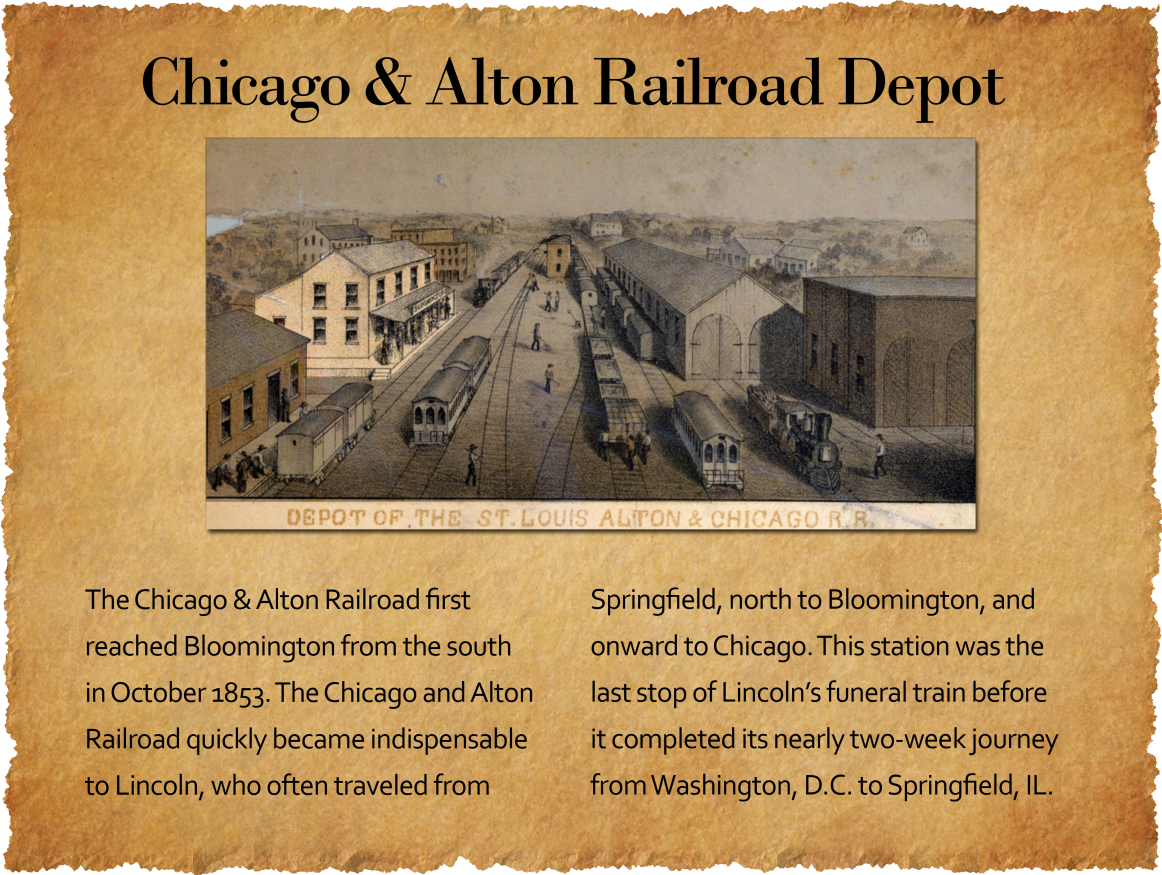 Chicago & Alton Railroad Depot
DEPOT OF THE ST. LOUIS ALTON & CHICAGO R.R.
The Chicago & Alton Railroad first
reached Bloomington from the south
in October 1853. The Chicago and Alton
Railroad quickly became indispensable
to Lincoln, who often traveled from
Springfield, north to Bloomington, and
onward to Chicago. This station was the
last stop of Lincoln’s funeral train before
it completed its nearly two-week journey
from Washington, D.C. to Springfield, IL.